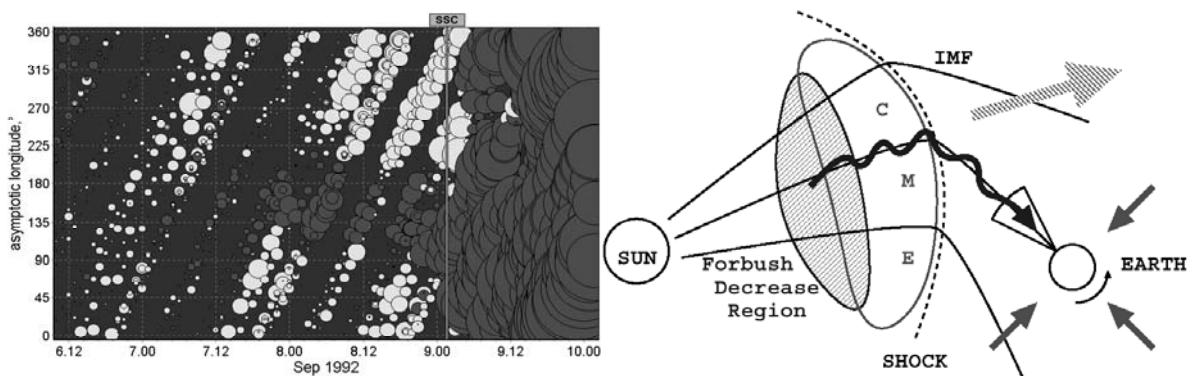 SSC
asymptotic longitude,°
360
315
270
225
180
135
90
45
0
6.12 7.00 7.12 8.00 8.12 9.00 9.12 10.00
Sep 1992
IMF
C
M
SUN
E
Forbush
Decrease
Region
EARTH
SHOCK